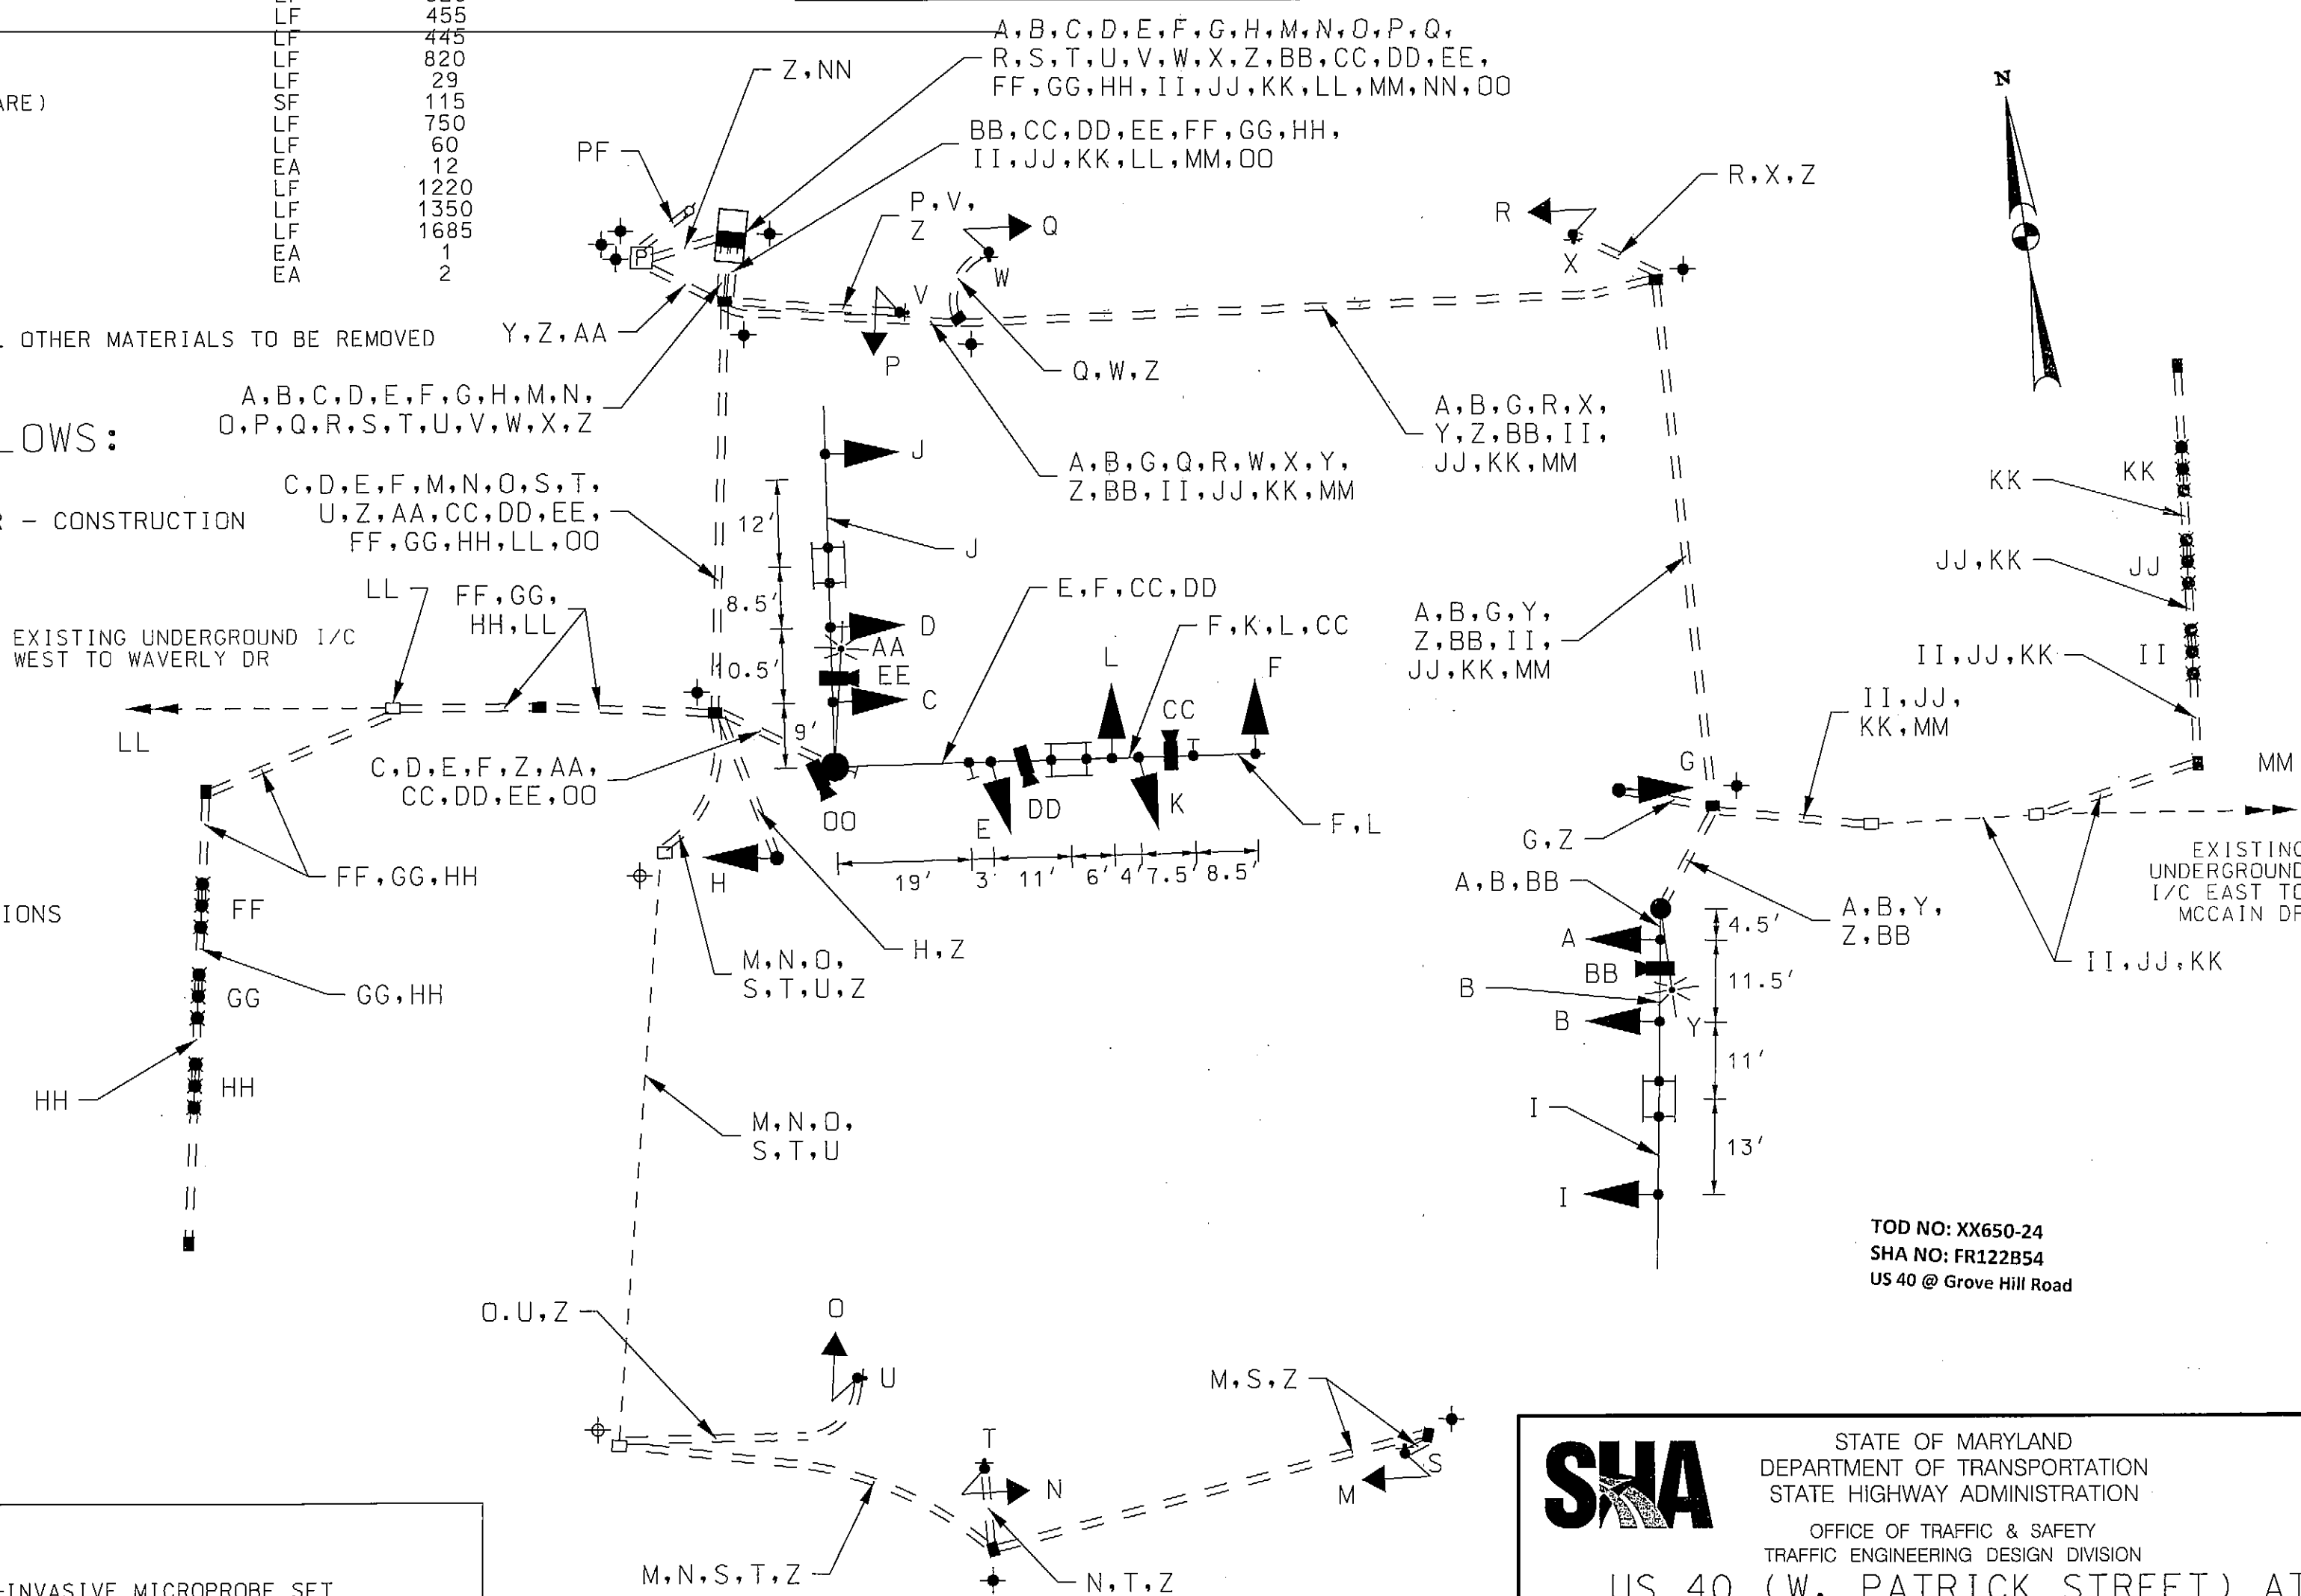 LF 455
LF 445
LF 820
LF 29
ARE) SF 115
LF 750
LF 60
EA 12
LF 1220
LF 1350
LF 1685
EA 1
EA 2
OTHER MATERIALS TO BE REMOVED
LOWS:
R - CONSTRUCTION
EXISTING UNDERGROUND I/C
WEST TO WAVERLY DR
IONS
A,B,C,D,E,F,G,H,M,N,O,P,Q,
R,S,T,U,V,W,X,Z,BB,CC,DD,EE,
FF,GG,HH,II,JJ,KK,LL,MM,NN,OO
Z,NN
BB,CC,DD,EE,FF,GG,HH,
II,JJ,KK,LL,MM,OO
PF
P
P,V,
Z
Q
W
V
P
R
X
R,X,Z
N
Y,Z,AA
Q,W,Z
A,B,C,D,E,F,G,H,M,N,
O,P,Q,R,S,T,U,V,W,X,Z
A,B,G,R,X,
Y,Z,BB,II,
JJ,KK,MM
A,B,G,Q,R,W,X,Y,
Z,BB,II,JJ,KK,MM
J
C,D,E,F,M,N,O,S,T,
U,Z,AA,CC,DD,EE,
FF,GG,HH,LL,OO
12'
J
8.5'
D
AA
10.5'
EE
C
9'
LL
FF,GG,
HH,LL
LL
E,F,CC,DD
F,K,L,CC
L
CC
F
C,D,E,F,Z,AA,
CC,DD,EE,OO
OO
E
DD
K
F,L
19'
3'
11'
6'
4'
7.5'
8.5'
H
FF,GG,HH
FF
GG
GG,HH
HH
HH
H,Z
M,N,O,
S,T,U,Z
M,N,O,
S,T,U
KK
KK
JJ,KK
JJ
II,JJ,KK
II
A,B,G,Y,
Z,BB,II,
JJ,KK,MM
II,JJ,
KK,MM
G
G,Z
MM
EXISTING
UNDERGROUND
I/C EAST TO
MCCAIN DR
A,B,BB
A,B,Y,
Z,BB
II,JJ,KK
4.5'
A
BB
11.5'
B
B
Y
11'
I
13'
I
TOD NO: XX650-24
SHA NO: FR122B54
US 40 @ Grove Hill Road
O.U,Z
O
U
M,S,Z
T
N
S
M
M,N,S,T,Z
N,T,Z
-INVASIVE MICROPROBE SET
SHA
STATE OF MARYLAND
DEPARTMENT OF TRANSPORTATION
STATE HIGHWAY ADMINISTRATION
OFFICE OF TRAFFIC & SAFETY
TRAFFIC ENGINEERING DESIGN DIVISION
US 40 (W. PATRICK STREET) AT